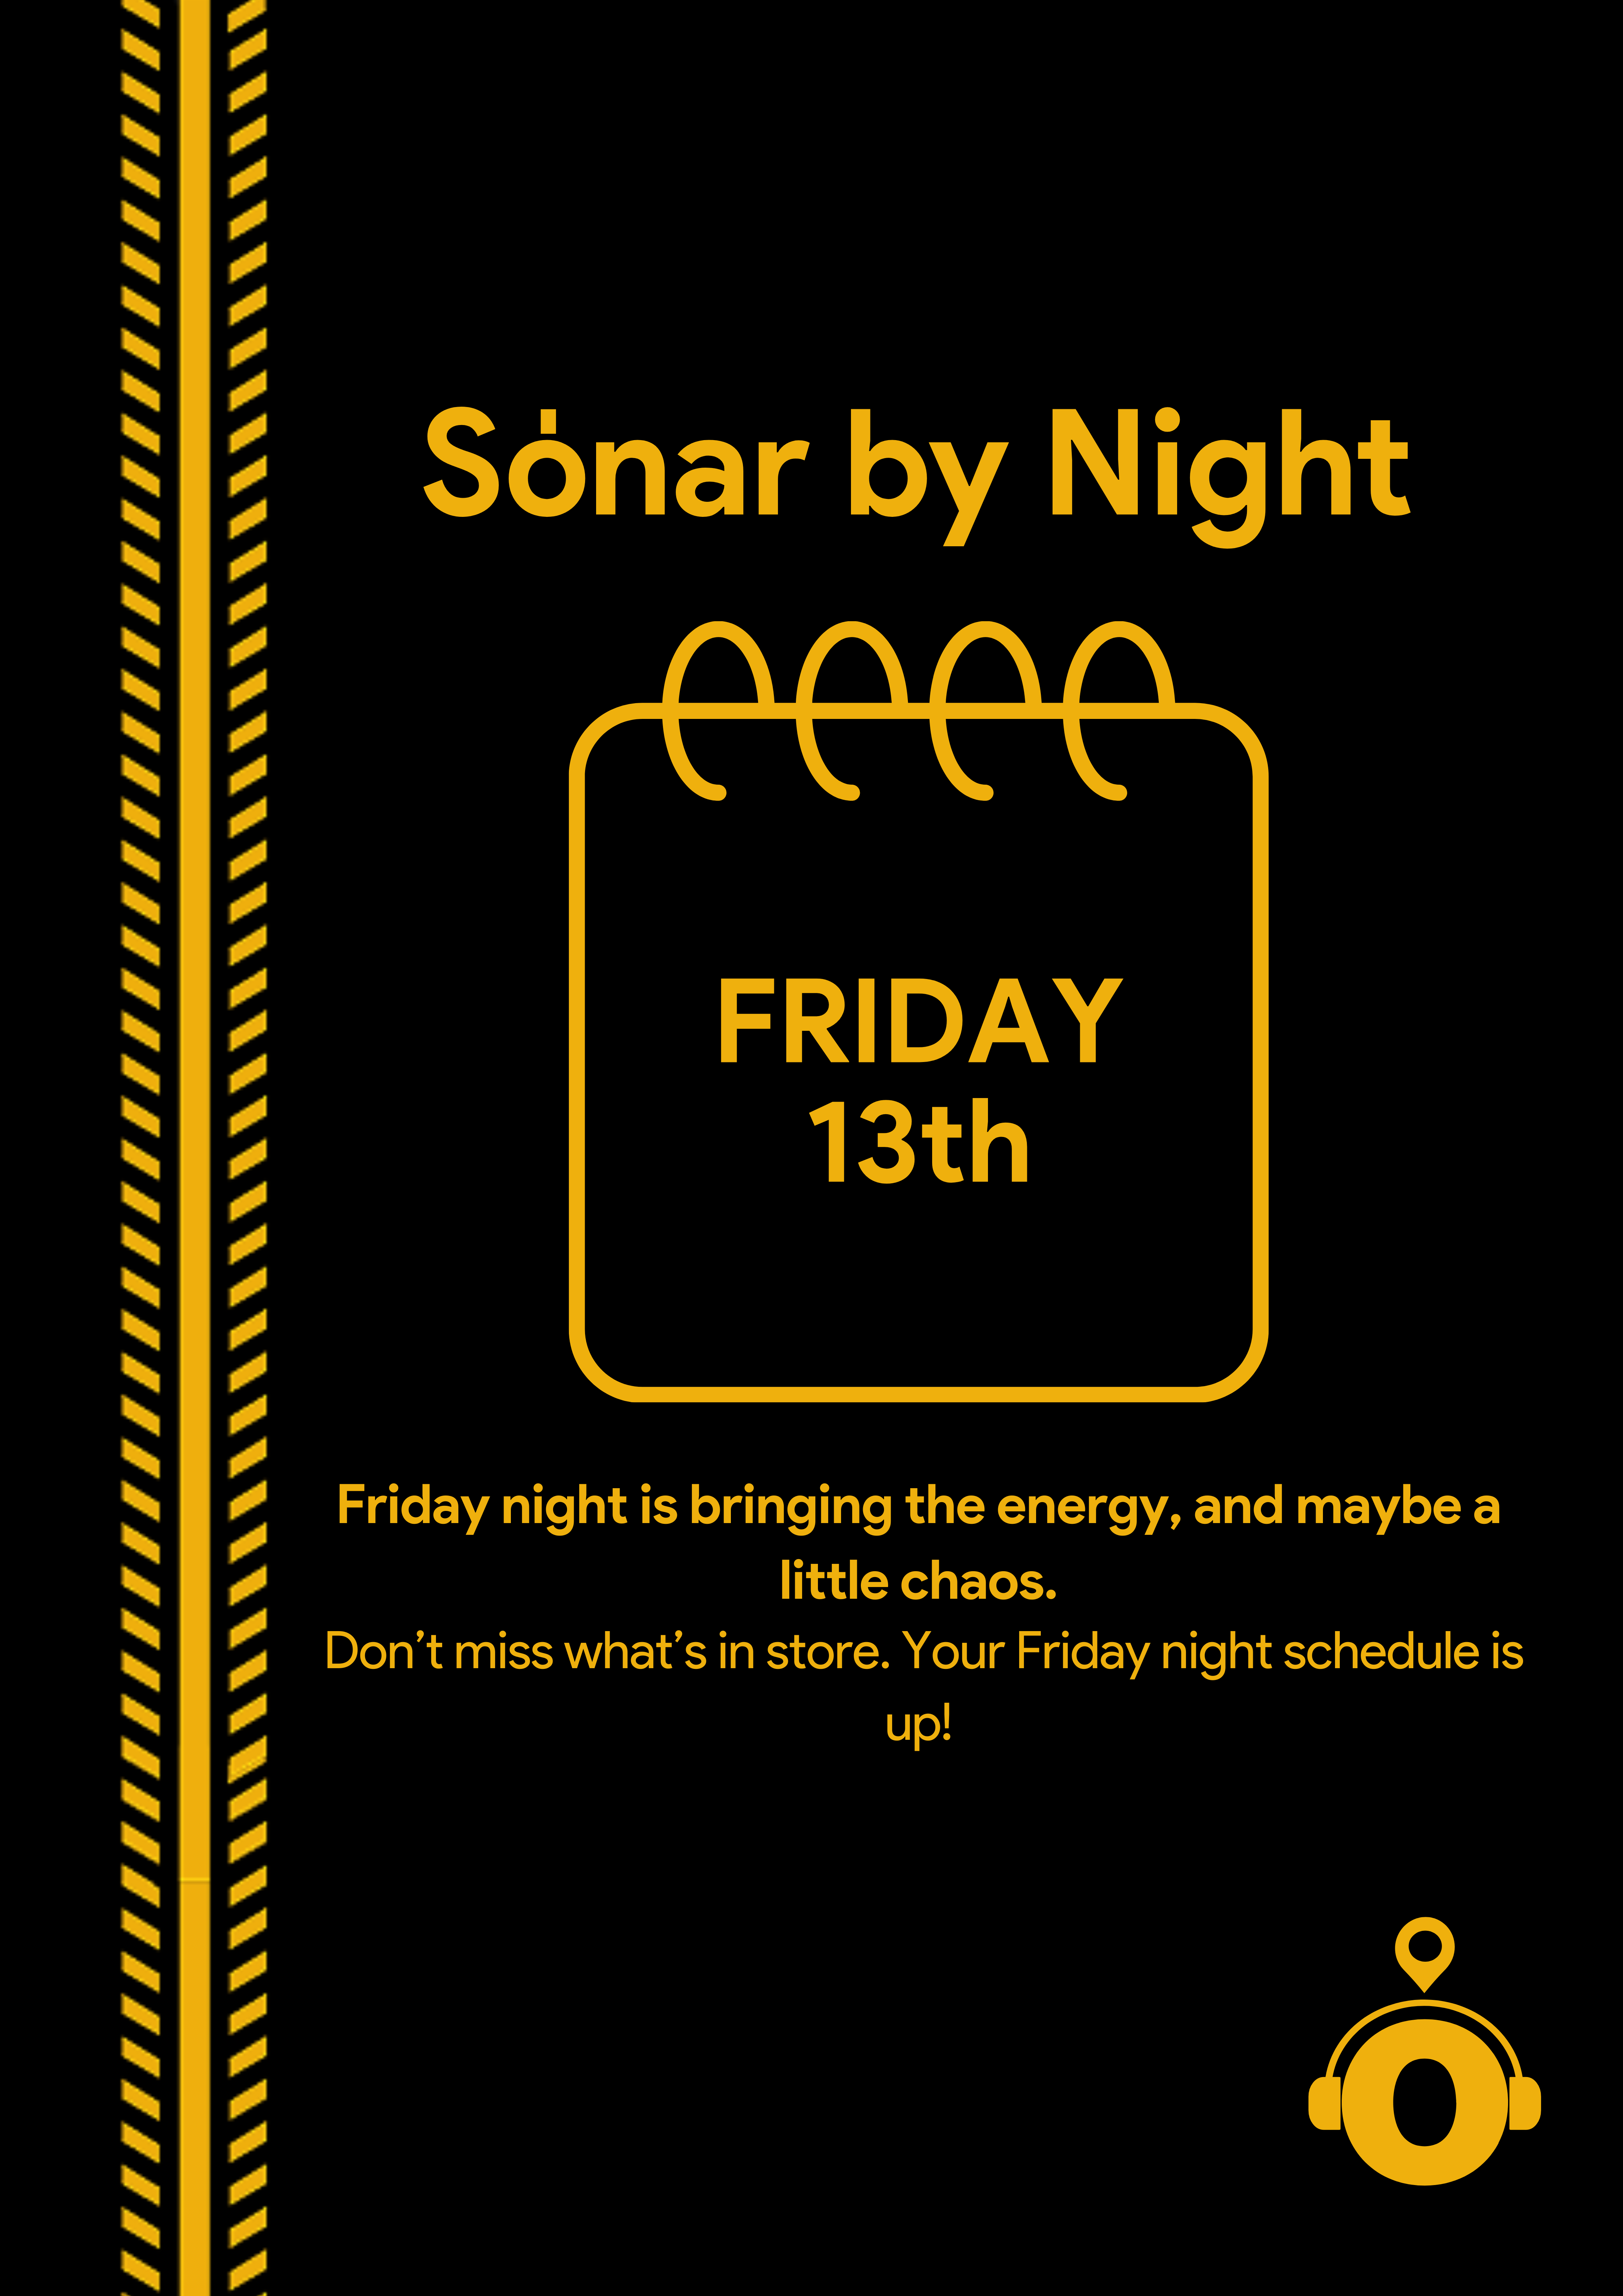 Sónar by Night
FRIDAY
13th
Friday night is bringing the energy, and maybe a
little chaos.
Don’t miss what’s in store. Your Friday night schedule is
up!
O